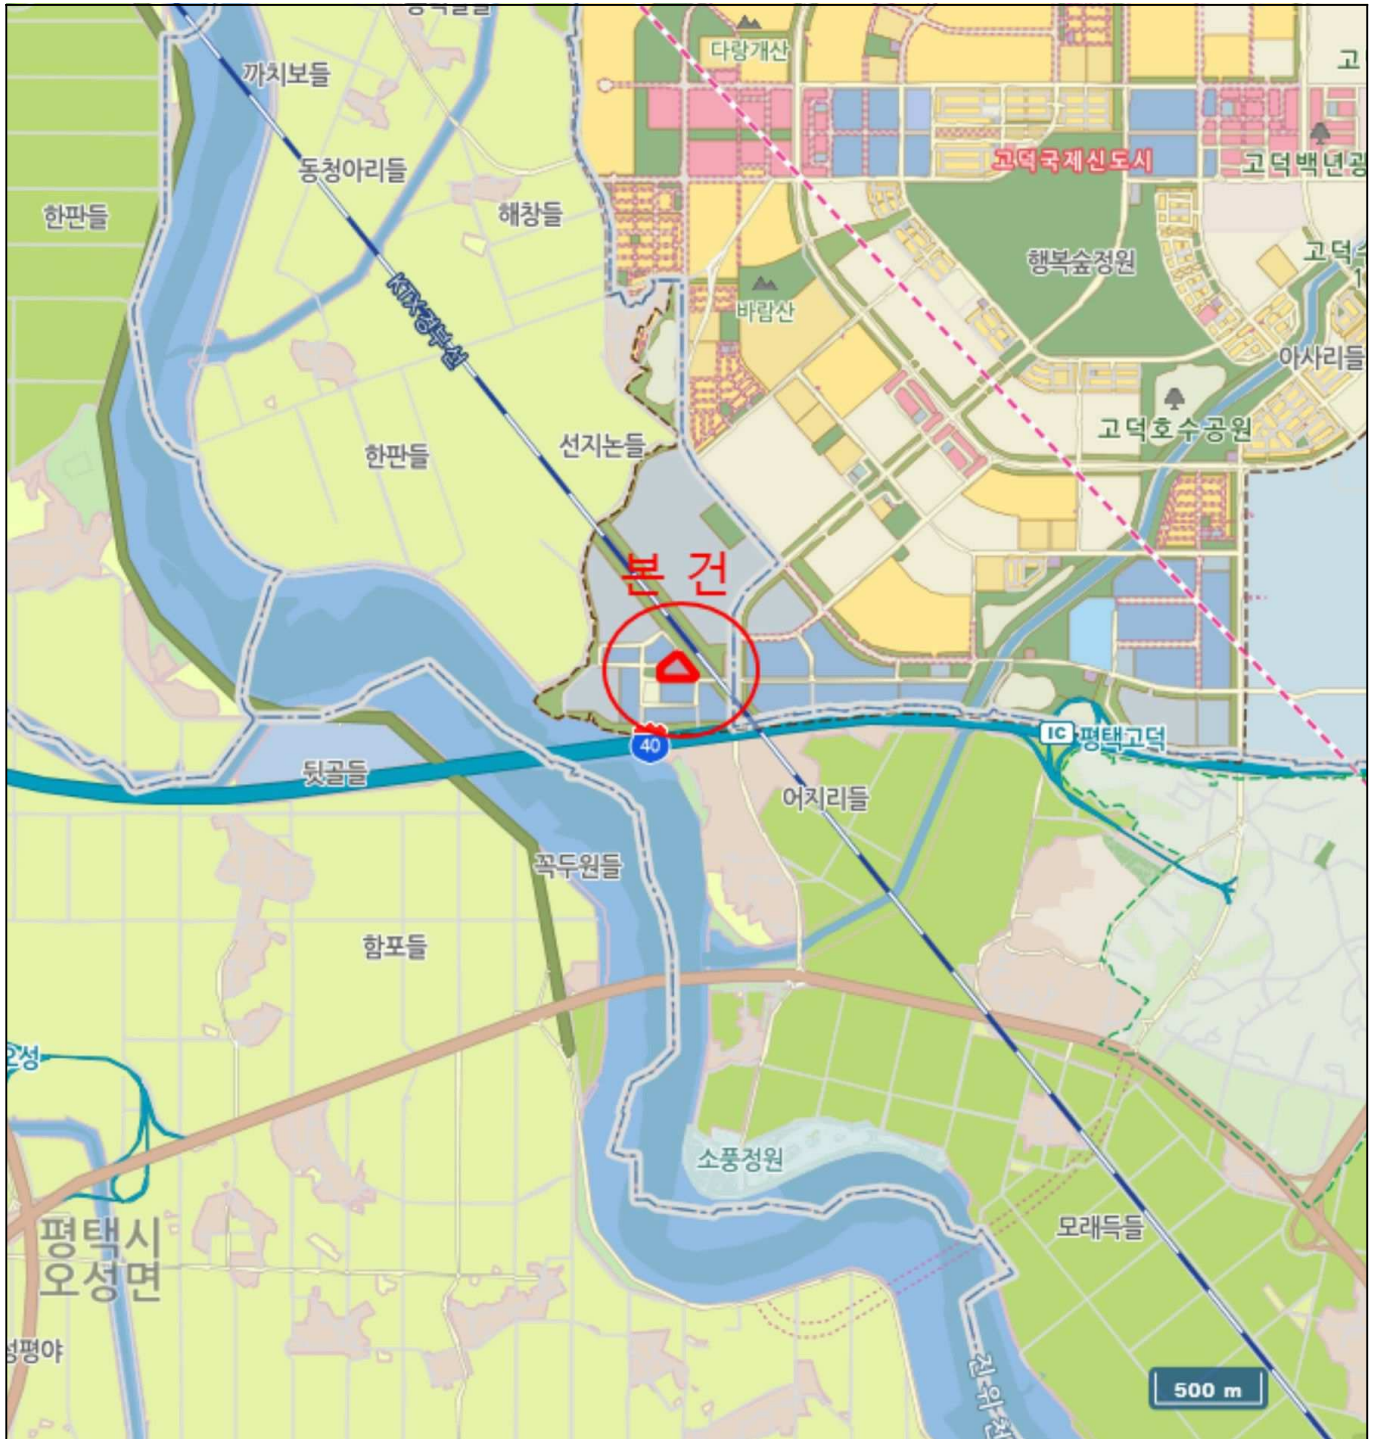 다랑개산
까치보들
동청아리들
고덕국제신도시
고덕백년광
한판들
해창들
행복숲정원
바람산
KTX경부선
아사리들
고덕호수공원
한판들
선지논들
본 건
IC 평택고덕
40
뒷골들
어지리들
꼭두원들
함포들
오성
소풍정원
모래득들
평택시
오성면
성평야
진위천
500 m